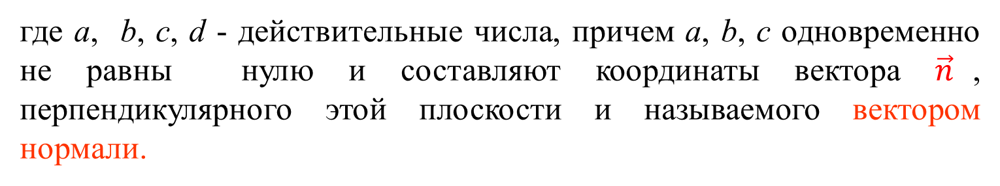 где a, b, c, d - действительные числа, причем a, b, c одновременно
не равны нулю и составляют координаты вектора n⃗ ,
перпендикулярного этой плоскости и называемого вектором
нормали.